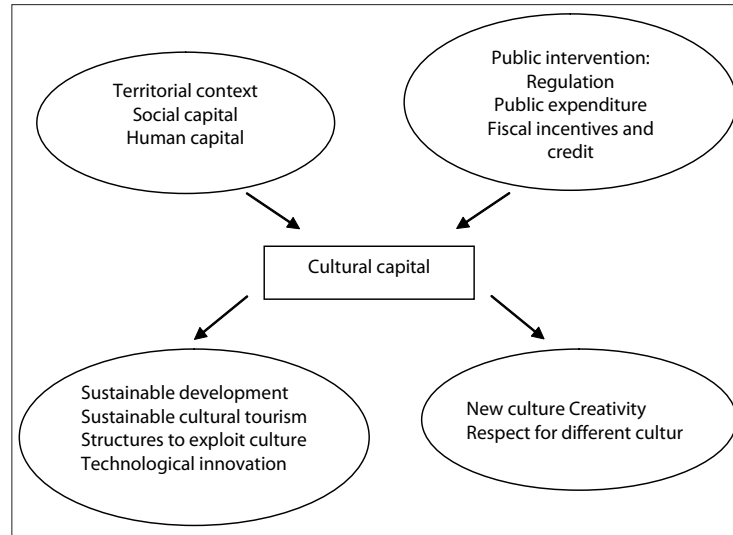 Territorial context
Social capital
Human capital
Public intervention:
Regulation
Public expenditure
Fiscal incentives and
credit
Cultural capital
Sustainable development
Sustainable cultural tourism
Structures to exploit culture
Technological innovation
New culture Creativity
Respect for different cultur